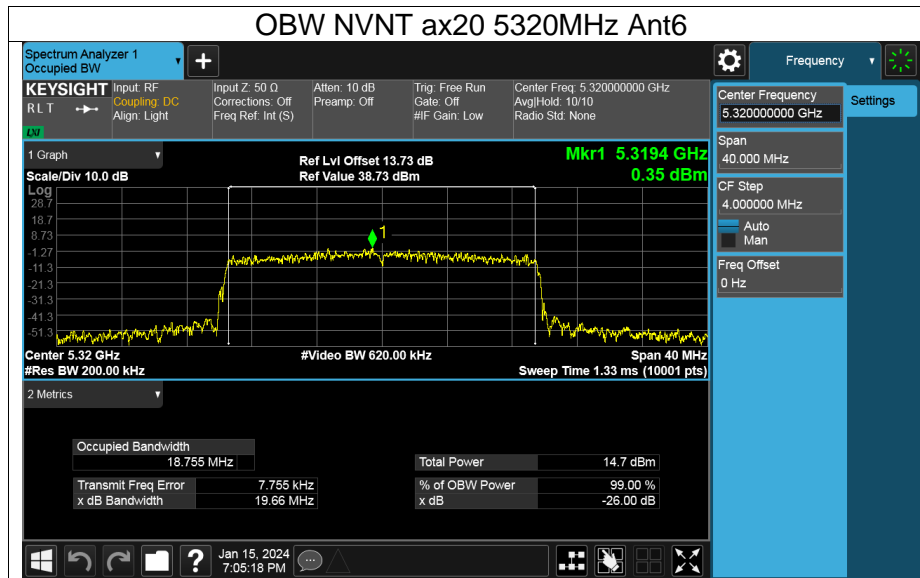 OBW NVNT ax20 5320MHz Ant6
Spectrum Analyzer 1
Occupied BW
Frequency
KEYSIGHT
R L T
LXI
Input: RF
Coupling: DC
Align: Light
Input Z: 50 Ω
Corrections: Off
Freq Ref: Int (S)
Atten: 10 dB
Preamp: Off
Trig: Free Run
Gate: Off
#IF Gain: Low
Center Freq: 5.320000000 GHz
Avg|Hold: 10/10
Radio Std: None
Center Frequency
5.320000000 GHz
Settings
Span
40.000 MHz
CF Step
4.000000 MHz
Auto
Man
Freq Offset
0 Hz
1 Graph
Scale/Div 10.0 dB
Ref Lvl Offset 13.73 dB
Ref Value 38.73 dBm
Mkr1 5.3194 GHz
0.35 dBm
Log
28.7
18.7
8.73
-1.27
-11.3
-21.3
-31.3
-41.3
-51.3
1
Center 5.32 GHz
#Res BW 200.00 kHz
#Video BW 620.00 kHz
Span 40 MHz
Sweep Time 1.33 ms (10001 pts)
2 Metrics
Occupied Bandwidth
18.755 MHz
Total Power 14.7 dBm
Transmit Freq Error 7.755 kHz
% of OBW Power 99.00 %
x dB Bandwidth 19.66 MHz
x dB -26.00 dB
?
Jan 15, 2024
7:05:18 PM